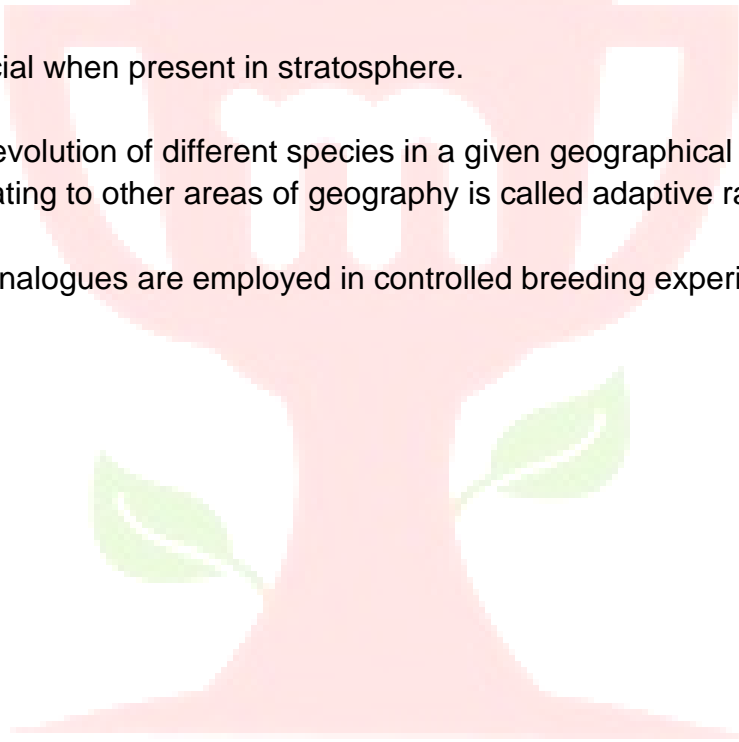 cial when present in stratosphere.
evolution of different species in a given geographical
ating to other areas of geography is called adaptive ra
nalogues are employed in controlled breeding experi